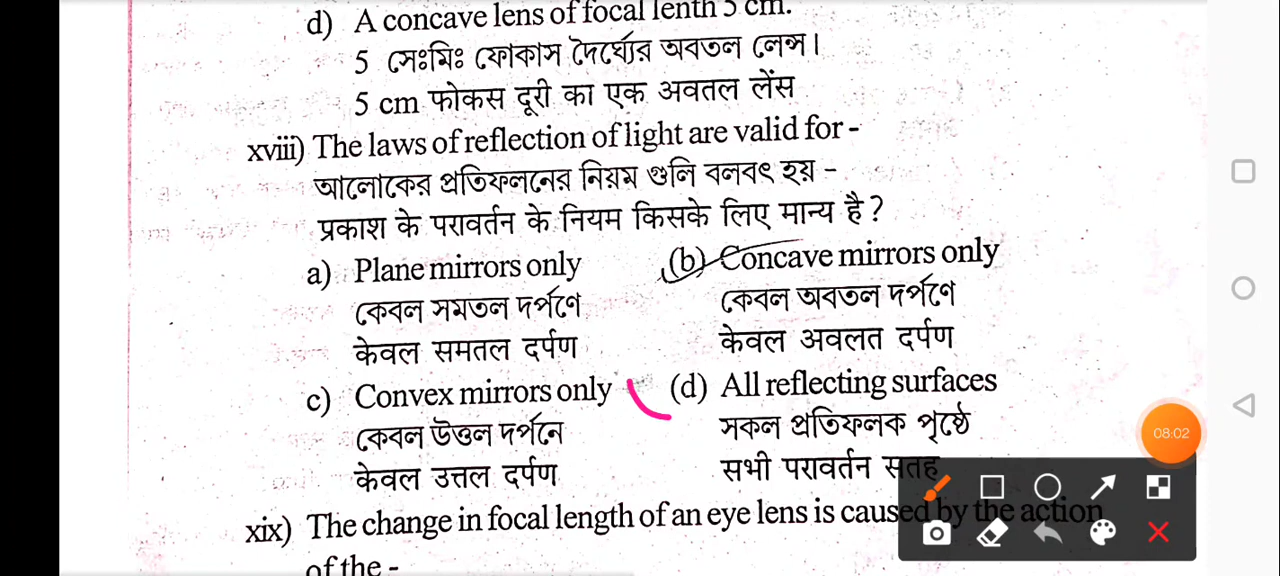 d) A concave lens of focal lenth 5 cm.
5 সেঃমিঃ ফোকাস দৈর্ঘ্যের অবতল লেন্স।
5 cm फोकस दूरी का एक अवतल लेंस
xviii) The laws of reflection of light are valid for -
আলোকের প্রতিফলনের নিয়ম গুলি বলবৎ হয় -
प्रकाश के परावर्तन के नियम किसके लिए मान्य है ?
a) Plane mirrors only
কেবল সমতল দর্পণে
केवल समतल दर्पण
(b) Concave mirrors only
কেবল অবতল দর্পণে
केवल अवलत दर्पण
c) Convex mirrors only
কেবল উত্তল দর্পনে
केवल उत्तल दर्पण
(d) All reflecting surfaces
সকল প্রতিফলক পৃষ্ঠে
सभी परावर्तन सतह
08:02
xix) The change in focal length of an eye lens is caused by the action
of the -